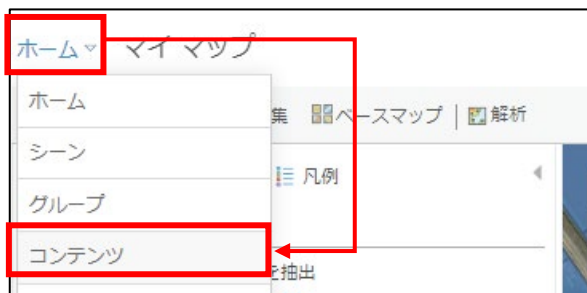 ホーム マイ マップ
ホーム
集 ベースマップ 解析
シーン
凡例
グループ
コンテンツ
を抽出